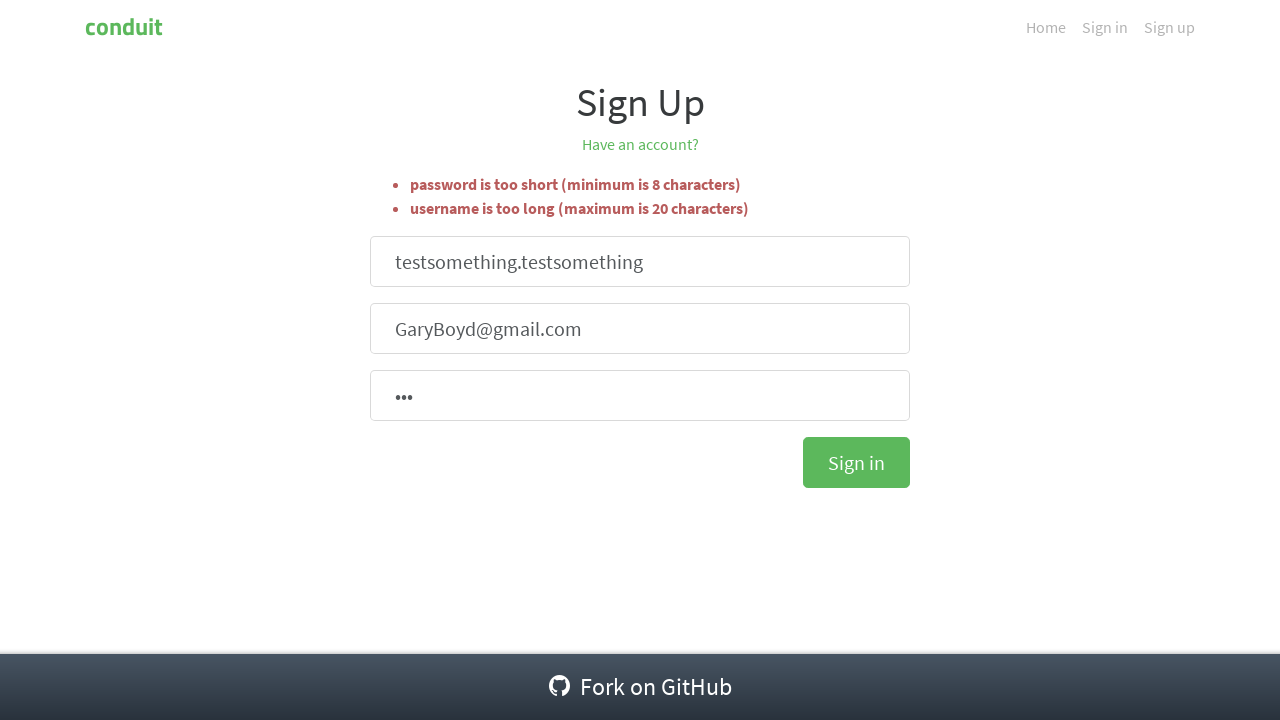 conduit
Home Sign in Sign up
Sign Up
Have an account?
password is too short (minimum is 8 characters)
username is too long (maximum is 20 characters)
testsomething.testsomething
GaryBoyd@gmail.com
•••
Sign in
Fork on GitHub